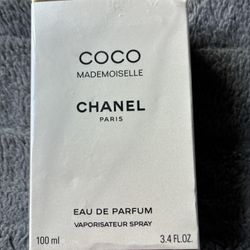 COCO
MADEMOISELLE
CHANEL
PARIS
EAU DE PARFUM
VAPORISATEUR SPRAY
100 ml 3.4 FL.OZ.